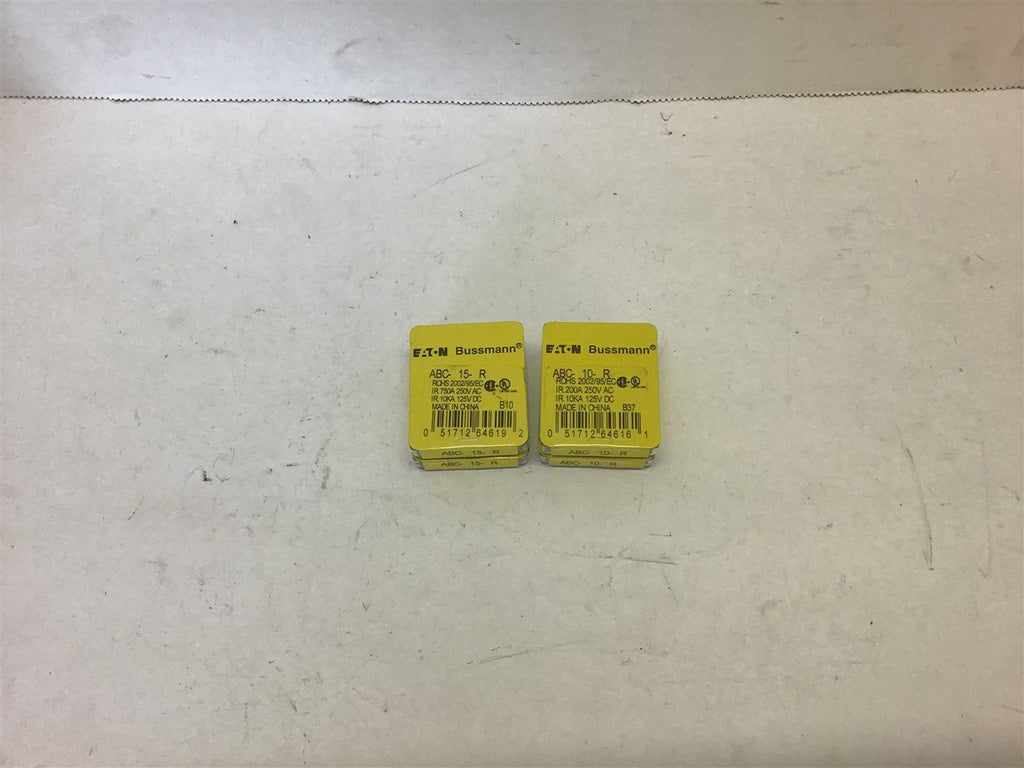 EATON Bussmann®
ABC- 15- R
ROHS 2002/95/EC
IR 750A 250V AC
IR 10KA 125V DC
MADE IN CHINA B10
0 51712 64619 2
ABC- 15- R
ABC- 15- R
EATON Bussmann®
ABC- 10- R
ROHS 2002/95/EC
IR 200A 250V AC
IR 10KA 125V DC
MADE IN CHINA B37
0 51712 64616 1
ABC- 10- R
ABC- 10- R